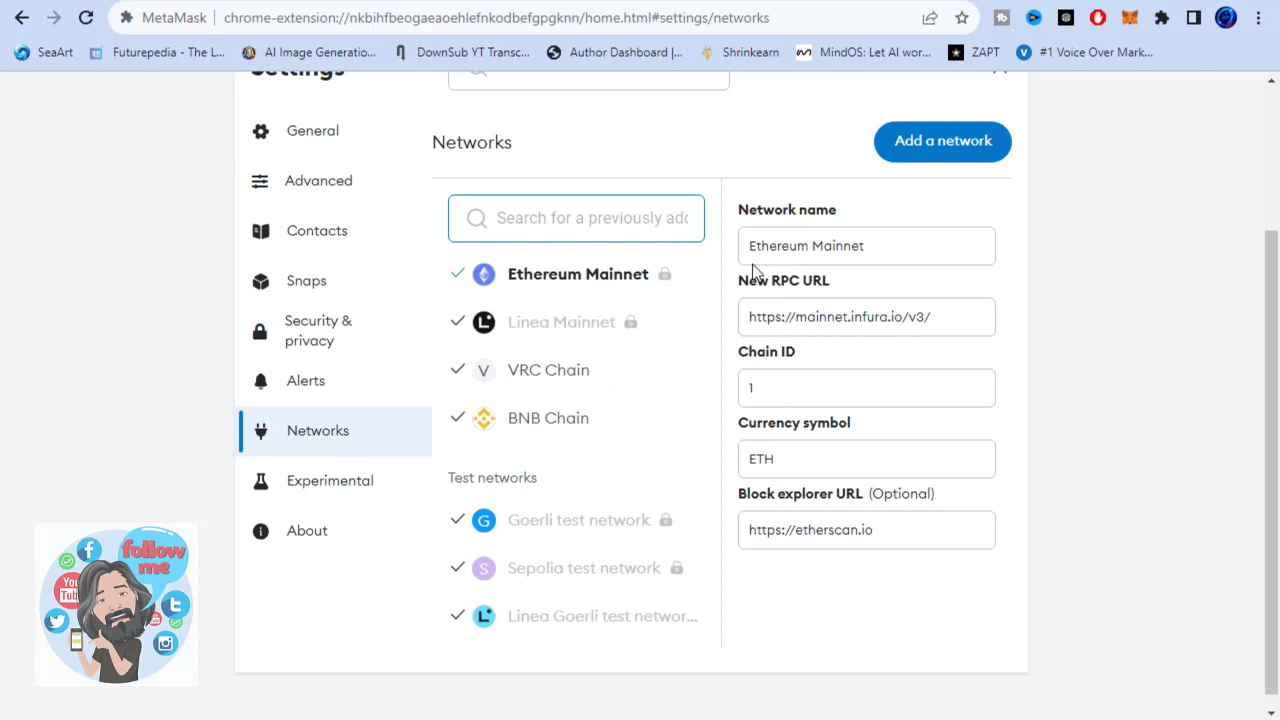 MetaMask
chrome-extension://nkbihfbeogaeaoehlefnkodbefgpgknn/home.html#settings/networks
SeaArt
Futurepedia - The L...
AI Image Generatio...
DownSub YT Transc...
Author Dashboard |...
Shrinkearn
MindOS: Let AI wor...
ZAPT
#1 Voice Over Mark...
Settings
General
Advanced
Contacts
Snaps
Security &
privacy
Alerts
Networks
Experimental
About
Networks
Add a network
Search for a previously adc
Ethereum Mainnet
Linea Mainnet
V VRC Chain
BNB Chain
Test networks
G Goerli test network
S Sepolia test network
Linea Goerli test networ...
Network name
Ethereum Mainnet
New RPC URL
https://mainnet.infura.io/v3/
Chain ID
1
Currency symbol
ETH
Block explorer URL (Optional)
https://etherscan.io
follow
me
You
Tub